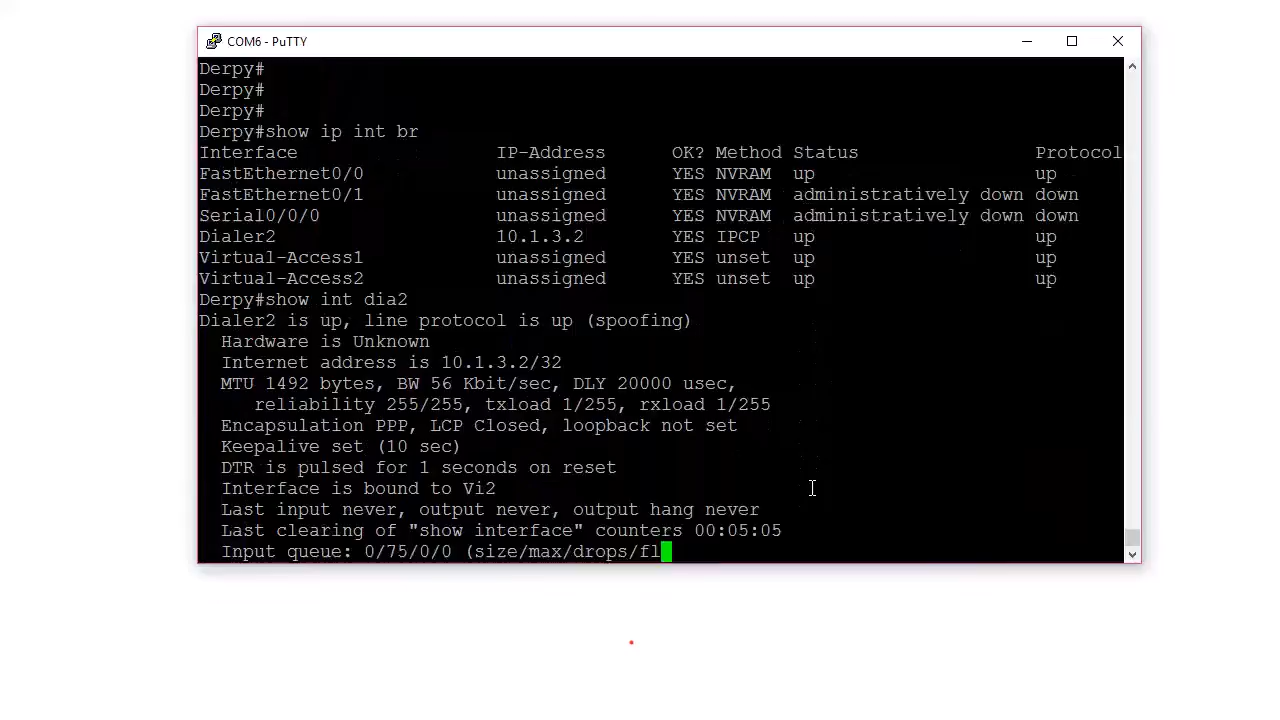 COM6 - PuTTY
Derpy#
Derpy#
Derpy#
Derpy#show ip int br
Interface                  IP-Address      OK? Method Status                Protocol
FastEthernet0/0            unassigned      YES NVRAM  up                    up
FastEthernet0/1            unassigned      YES NVRAM  administratively down down
Serial0/0/0                unassigned      YES NVRAM  administratively down down
Dialer2                    10.1.3.2        YES IPCP   up                    up
Virtual-Access1            unassigned      YES unset  up                    up
Virtual-Access2            unassigned      YES unset  up                    up
Derpy#show int dia2
Dialer2 is up, line protocol is up (spoofing)
  Hardware is Unknown
  Internet address is 10.1.3.2/32
  MTU 1492 bytes, BW 56 Kbit/sec, DLY 20000 usec,
     reliability 255/255, txload 1/255, rxload 1/255
  Encapsulation PPP, LCP Closed, loopback not set
  Keepalive set (10 sec)
  DTR is pulsed for 1 seconds on reset
  Interface is bound to Vi2
  Last input never, output never, output hang never
  Last clearing of "show interface" counters 00:05:05
  Input queue: 0/75/0/0 (size/max/drops/fl